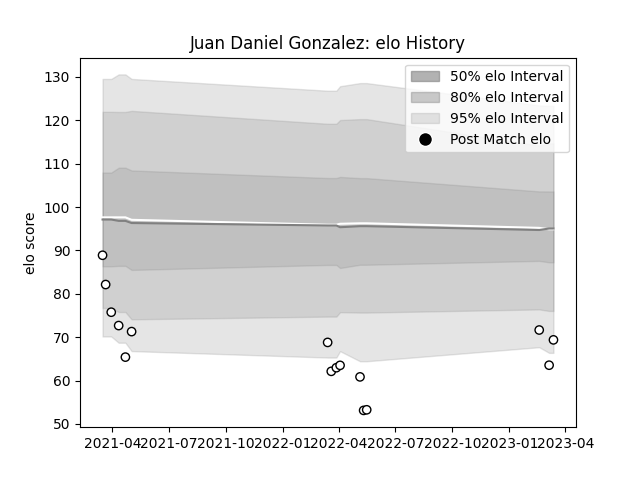 Juan Daniel Gonzalez: elo History
50% elo Interval
80% elo Interval
95% elo Interval
Post Match elo
elo score
130
120
110
100
90
80
70
60
50
2021-04 2021-07 2021-10 2022-01 2022-04 2022-07 2022-10 2023-01 2023-04